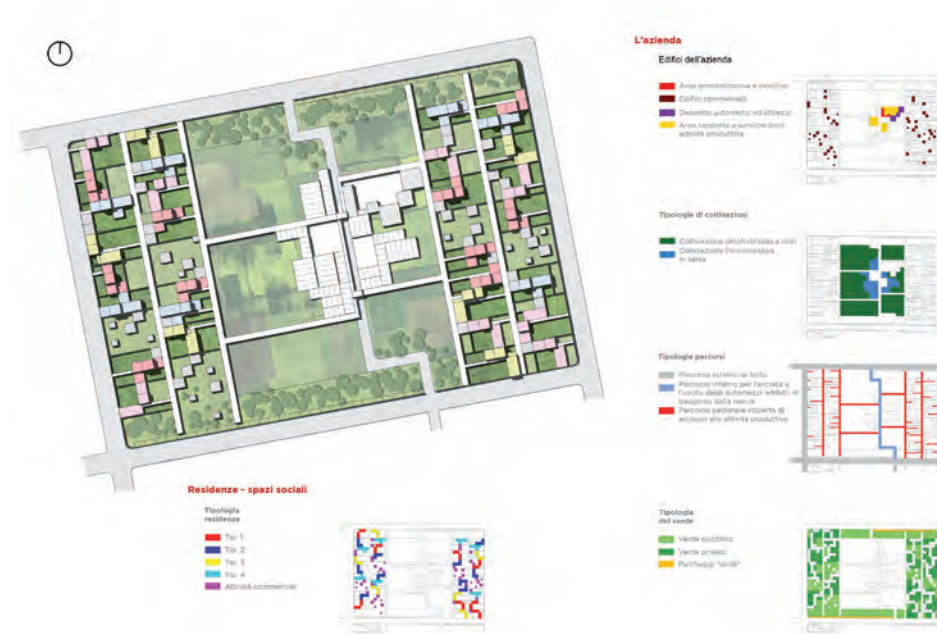 L'azienda
Edifici dell'azienda
Area amministrativa e direttiva
Edifici commerciali
Deposito automezzi ed attrezzi
Area raccolta a servizio delle
attività produttive
Tipologie di coltivazioni
Coltivazione ortofrutticola a cielo
Coltivazione florovivaistica
in serra
Tipologie percorsi
Percorso esterno al lotto
Percorso interno per l'entrata e
l'uscita degli automezzi addetti al
trasporto della merce
Percorso pedonale coperto di
accesso alle attività produttive
Residenze - spazi sociali
Tipologia
residenze
Tip. 1
Tip. 2
Tip. 3
Tip. 4
Attività commerciali
Tipologia
del verde
Verde pubblico
Verde privato
Parcheggi "verdi"